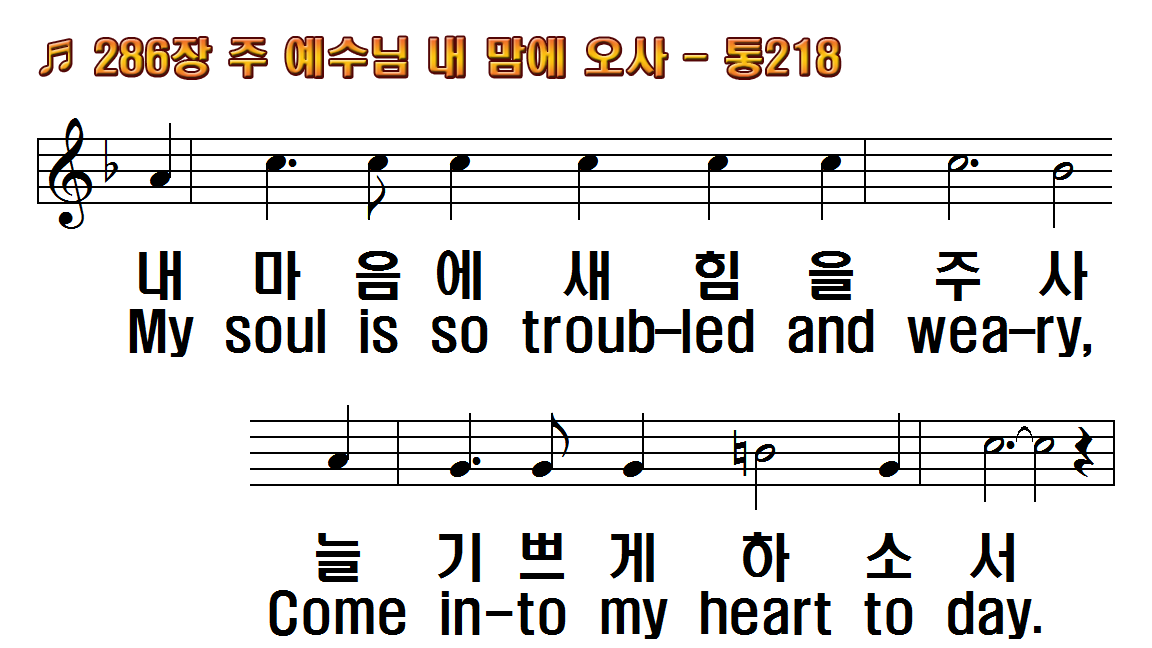 ♬ 286장 주 예수님 내 맘에 오사 - 통218
내 마 음 에 새 힘 을 주 사
My soul is so troub-led and wea-ry,
늘 기 쁘 게 하 소 서
Come in-to my heart to day.